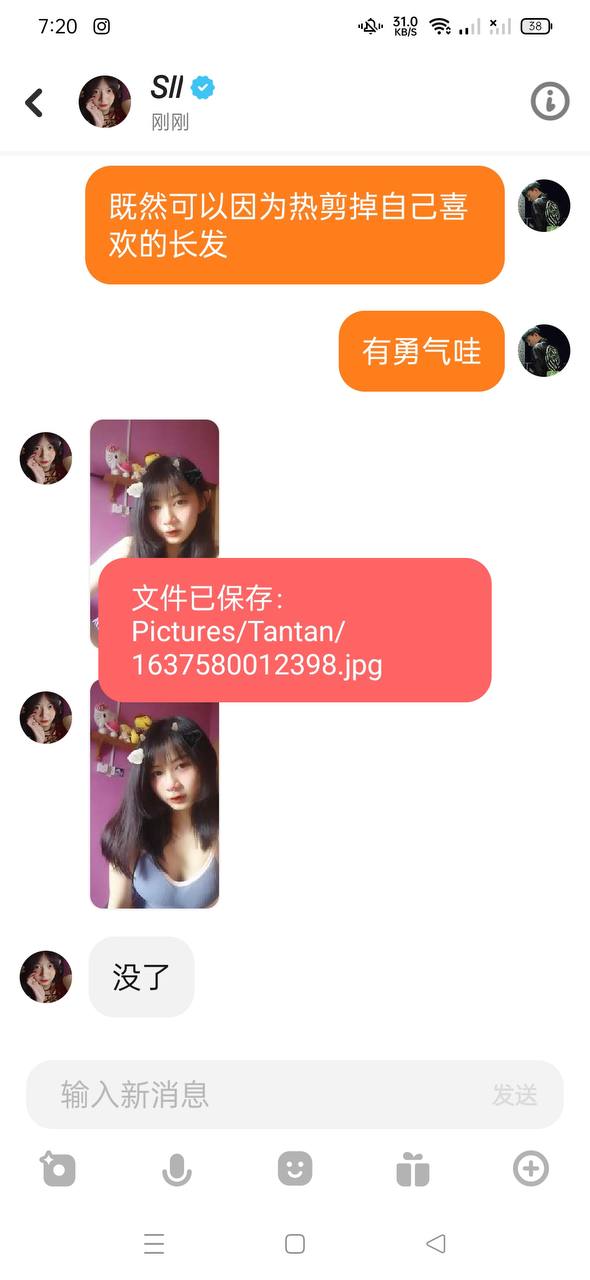 7:20
31.0
KB/S
38
Sll
刚刚
既然可以因为热剪掉自己喜
欢的长发
有勇气哇
文件已保存：
Pictures/Tantan/
1637580012398.jpg
没了
输入新消息
发送